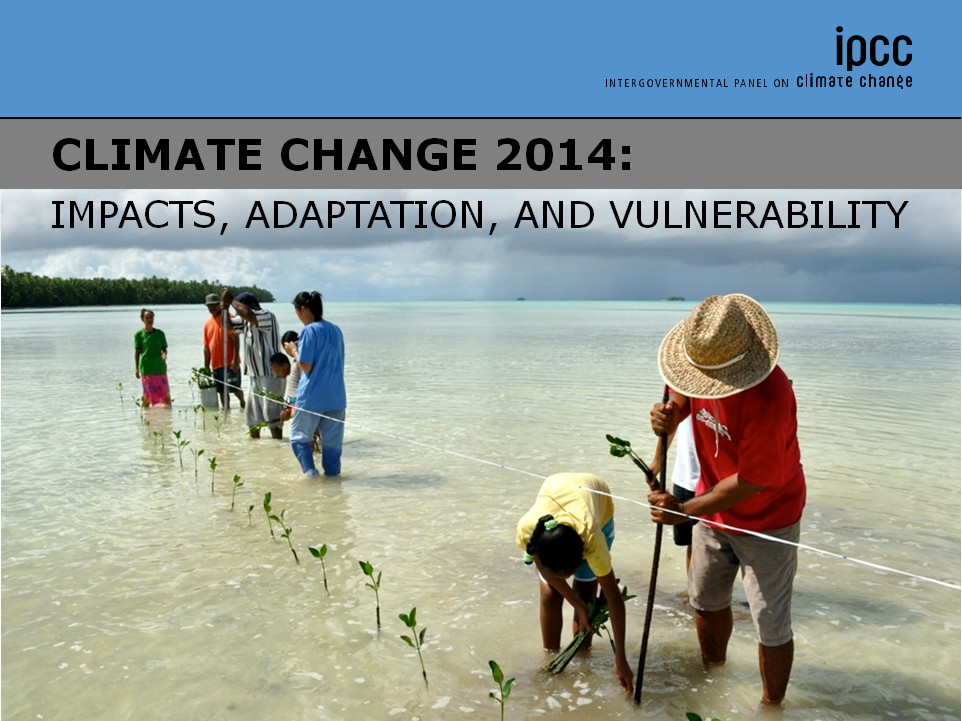 ipcc
INTERGOVERNMENTAL PANEL ON climate change
CLIMATE CHANGE 2014:
IMPACTS, ADAPTATION, AND VULNERABILITY